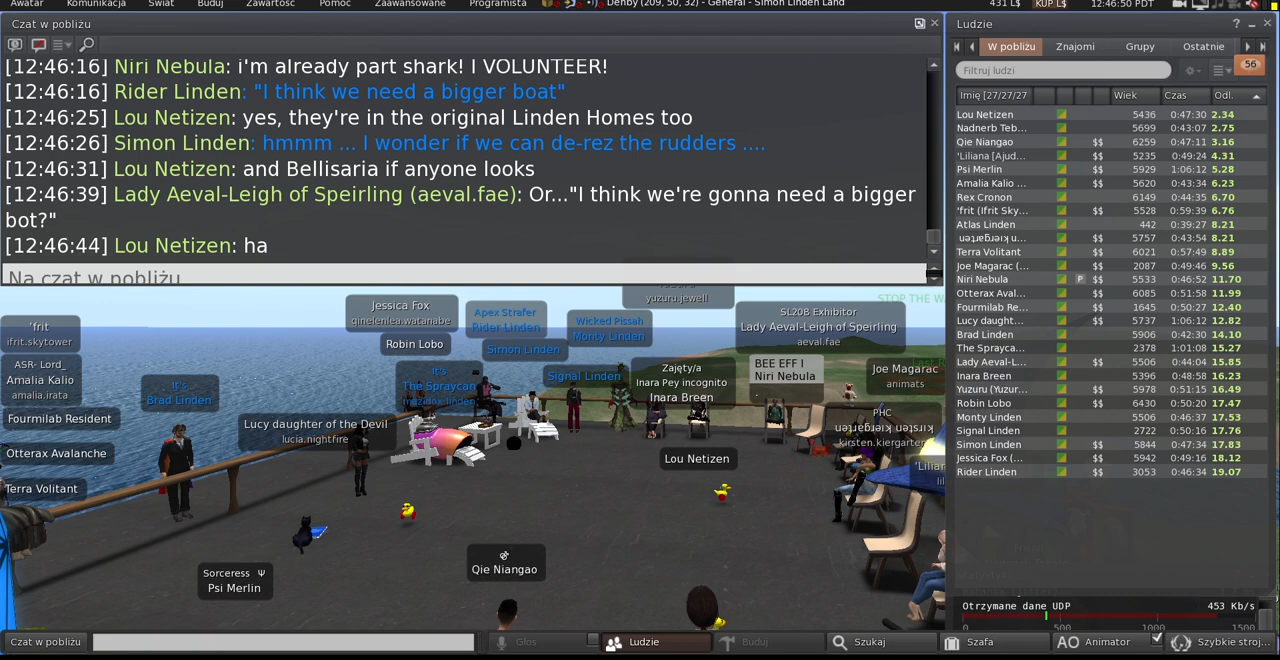 Awatar Komunikacja Świat Buduj Zawartość Pomoc Zaawansowane Programista Denby (209, 50, 32) - General - Simon Linden Land 431 L$ KUP L$ 12:46:50 PDT
Czat w pobliżu
[12:46:16] Niri Nebula: i'm already part shark! I VOLUNTEER!
[12:46:16] Rider Linden: "I think we need a bigger boat"
[12:46:25] Lou Netizen: yes, they're in the original Linden Homes too
[12:46:26] Simon Linden: hmmm ... I wonder if we can de-rez the rudders ....
[12:46:31] Lou Netizen: and Bellisaria if anyone looks
[12:46:39] Lady Aeval-Leigh of Speirling (aeval.fae): Or..."I think we're gonna need a bigger
bot?"
[12:46:44] Lou Netizen: ha
Na czat w pobliżu
yuzuru.jewell
STOP THE WA
Jessica Fox
qinelenlea.watanabe
Apex Strafer
Rider Linden
Wicked Pissah
Monty Linden
SL20B Exhibitor
Lady Aeval-Leigh of Speirling
aeval.fae
'frit
ifrit.skytower
Robin Lobo
Simon Linden
ASR- Lord_
Amalia Kalio
amalia.irata
It's
Brad Linden
It's
The Spraycan
mazidox.linden
Signal Linden
Zajęty/a
Inara Pey incognito
Inara Breen
BEE EFF I
Niri Nebula
.
Joe Magarac
animats
Fourmilab Resident
Lucy daughter of the Devil
lucia.nightfire
PHC
kirsten.kiergarten
Otterax Avalanche
Lou Netizen
'Lilian
lil
Terra Volitant
Qie Niangao
Sorceress Ψ
Psi Merlin
Ludzie
? _ ×
W pobliżu Znajomi Grupy Ostatnie
56
Filtruj ludzi
Imię [27/27/27 Wiek Czas Odl.
Lou Netizen 5436 0:47:30 2.34
Nadnerb Teb... 5699 0:43:07 2.75
Qie Niangao $$ 6259 0:47:11 3.16
'Liliana [Ajud... $$ 5235 0:49:24 4.31
Psi Merlin $$ 5929 1:06:12 5.28
Amalia Kalio ... $$ 5620 0:43:34 6.23
Rex Cronon 6149 0:44:35 6.70
'frit (Ifrit Sky... $$ 5528 0:59:39 6.76
Atlas Linden 442 0:39:27 8.21
$$ 5757 0:43:54 8.21
Terra Volitant $$ 6021 0:57:49 8.89
Joe Magarac (... $$ 2087 0:49:46 9.56
Niri Nebula P $$ 5533 0:46:52 11.70
Otterax Aval... $$ 6085 0:51:58 11.99
Fourmilab Re... $$ 1645 0:50:27 12.40
Lucy daught... $$ 5737 1:06:12 12.82
Brad Linden 5906 0:42:30 14.10
The Sprayca... 2378 1:01:08 15.27
Lady Aeval-L... $$ 5506 0:44:04 15.85
Inara Breen 5396 0:48:58 16.23
Yuzuru (Yuzur... $$ 5978 0:51:15 16.49
Robin Lobo $$ 6430 0:50:20 17.47
Monty Linden 5506 0:46:37 17.53
Signal Linden 2722 0:50:16 17.76
Simon Linden $$ 5844 0:47:34 17.83
Jessica Fox (... $$ 5942 0:49:16 18.12
Rider Linden $$ 3053 0:46:34 19.07
Otrzymane dane UDP 453 Kb/s
0 500 1000 1500
Czat w pobliżu Głos Ludzie Buduj Szukaj Szafa AO Animator Szybkie stroj...